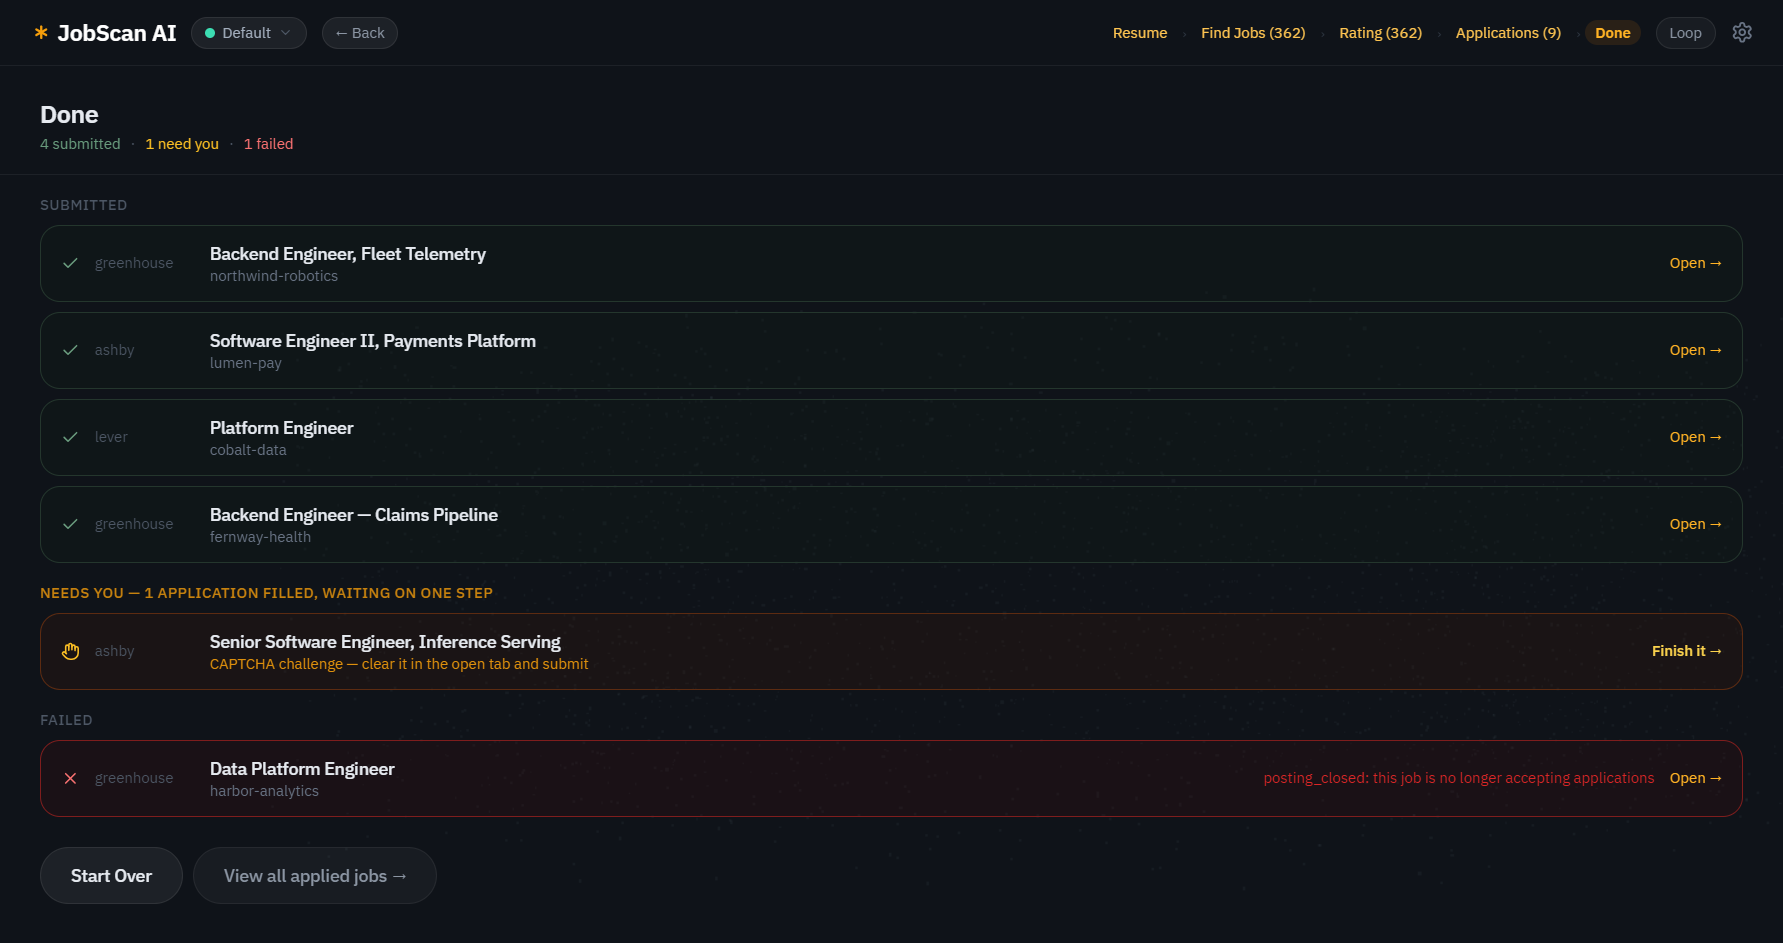 JobScan AI
Default
← Back
Resume
Find Jobs (362)
Rating (362)
Applications (9)
Done
Loop
Done
4 submitted · 1 need you · 1 failed
SUBMITTED
greenhouse
Backend Engineer, Fleet Telemetry
northwind-robotics
Open →
ashby
Software Engineer II, Payments Platform
lumen-pay
Open →
lever
Platform Engineer
cobalt-data
Open →
greenhouse
Backend Engineer — Claims Pipeline
fernway-health
Open →
NEEDS YOU — 1 APPLICATION FILLED, WAITING ON ONE STEP
ashby
Senior Software Engineer, Inference Serving
CAPTCHA challenge — clear it in the open tab and submit
Finish it →
FAILED
greenhouse
Data Platform Engineer
harbor-analytics
posting_closed: this job is no longer accepting applications
Open →
Start Over
View all applied jobs →